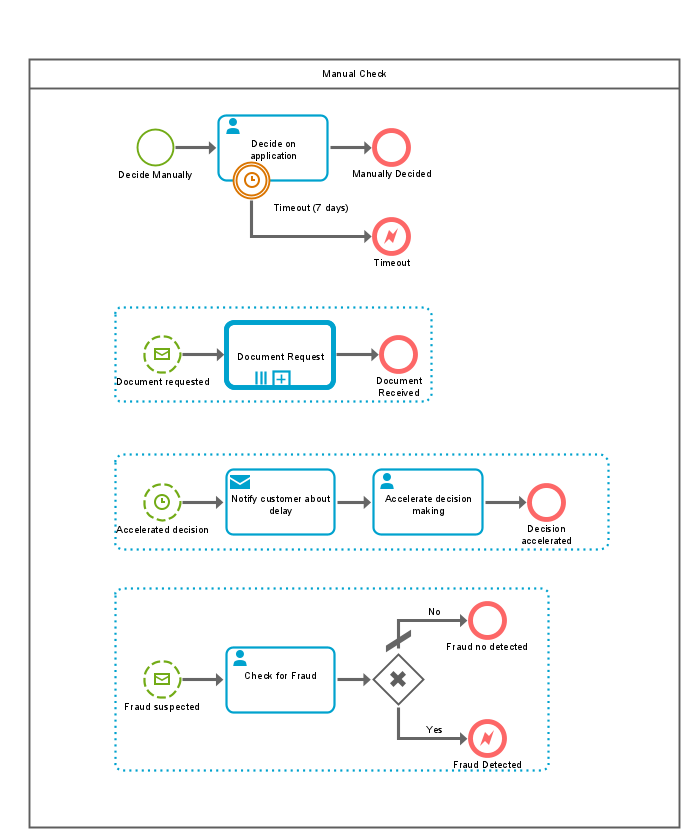 Manual Check
Decide on
application
Decide Manually
Manually Decided
Timeout (7 days)
Timeout
Document Request
Document requested
Document
Received
Notify customer about
delay
Accelerate decision
making
Accelerated decision
Decision
accelerated
No
Fraud no detected
Check for Fraud
Fraud suspected
Yes
Fraud Detected